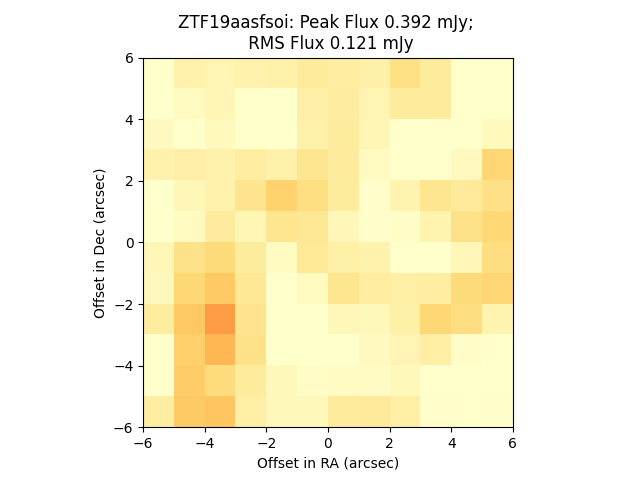 ZTF19aasfsoi: Peak Flux 0.392 mJy;
RMS Flux 0.121 mJy
6
4
2
0
−2
−4
−6
Offset in Dec (arcsec)
−6 −4 −2 0 2 4 6
Offset in RA (arcsec)